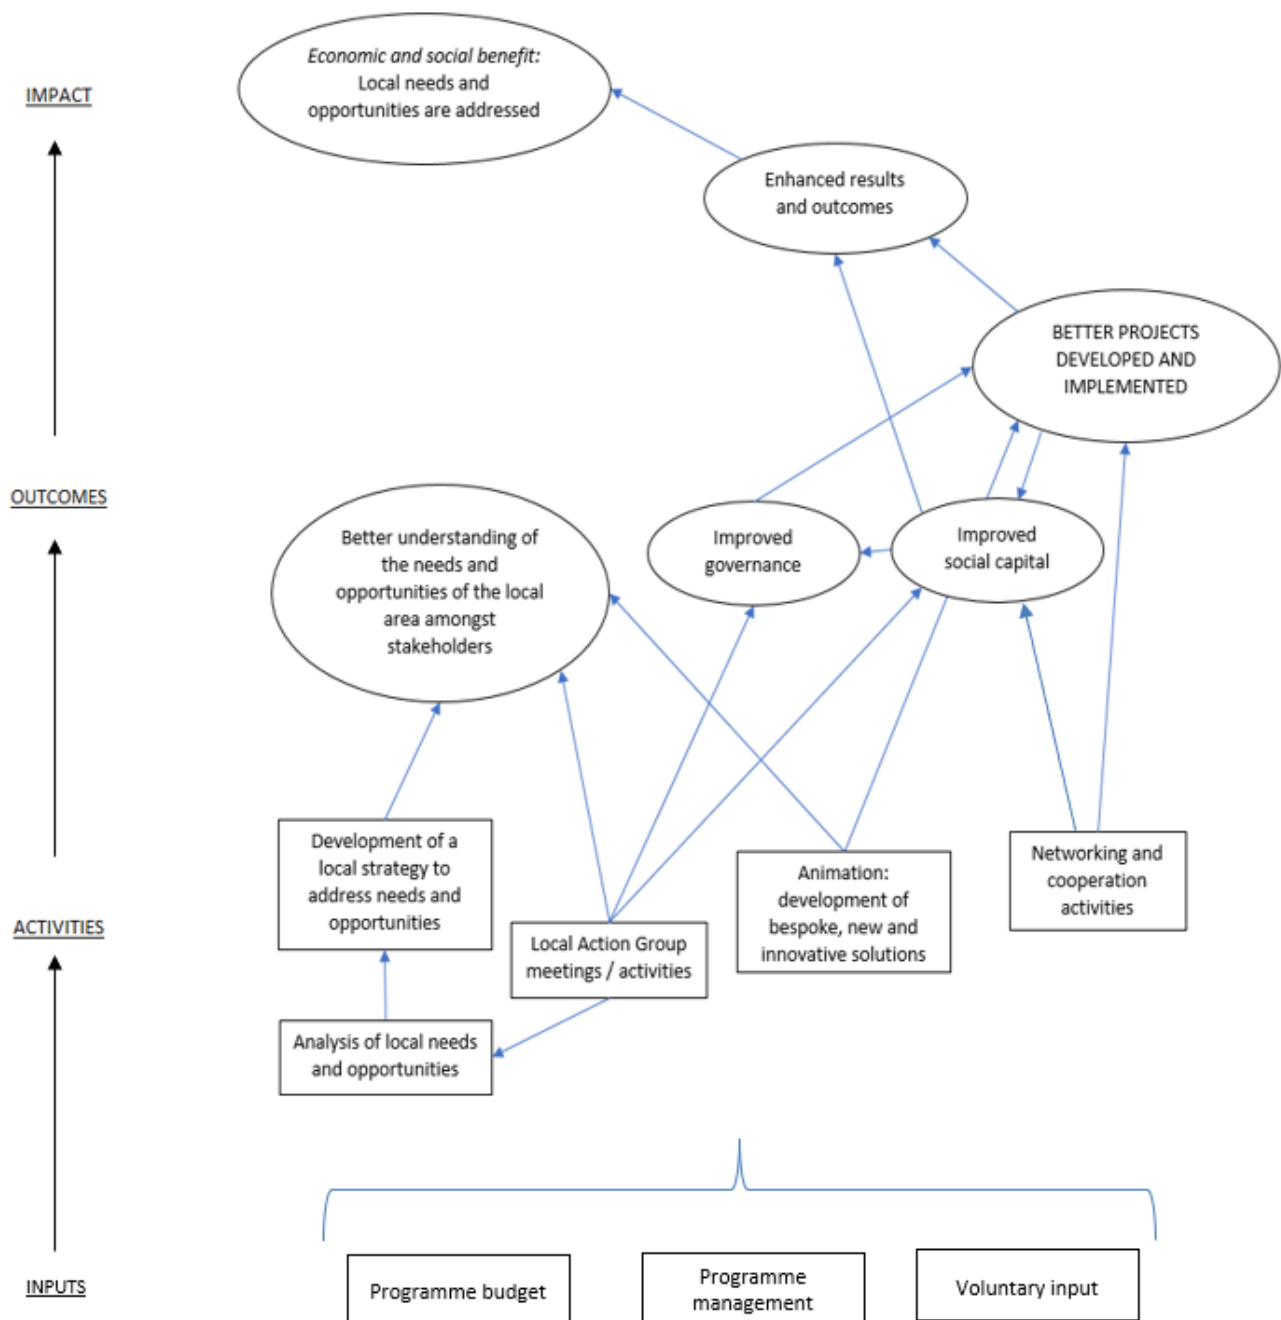 Economic and social benefit:
Local needs and
opportunities are addressed
IMPACT
Enhanced results
and outcomes
BETTER PROJECTS
DEVELOPED AND
IMPLEMENTED
OUTCOMES
Better understanding of
the needs and
opportunities of the local
area amongst
stakeholders
Improved
governance
Improved
social capital
Development of a
local strategy to
address needs and
opportunities
Local Action Group
meetings / activities
Animation:
development of
bespoke, new and
innovative solutions
Networking and
cooperation
activities
ACTIVITIES
Analysis of local needs
and opportunities
INPUTS
Programme budget
Programme
management
Voluntary input